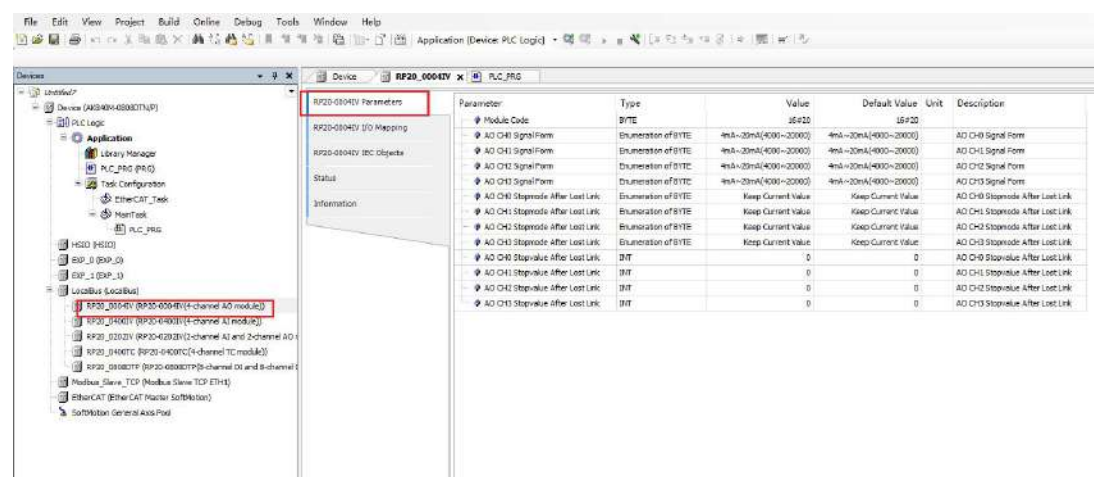 File Edit View Project Build Online Debug Tools Window Help
Application [Device: PLC Logic]
Devices
Untitled7
Device (AK840M-0808DTN/P)
PLC Logic
Application
Library Manager
PLC_PRG (PRG)
Task Configuration
EtherCAT_Task
MainTask
PLC_PRG
HSIO (HSIO)
EXP_0 (EXP_0)
EXP_1 (EXP_1)
LocalBus (LocalBus)
RP20_0004IV (RP20-0004IV(4-channel AO module))
RP20_0400IV (RP20-0400IV(4-channel AI module))
RP20_0202IV (RP20-0202IV(2-channel AI and 2-channel AO
RP20_0400TC (RP20-0400TC(4-channel TC module))
RP20_0808DTP (RP20-0808DTP(8-channel DI and 8-channel
Modbus_Slave_TCP (Modbus Slave TCP ETH1)
EtherCAT (EtherCAT Master SoftMotion)
SoftMotion General Axis Pool
Device RP20_0004IV PLC_PRG
RP20-0004IV Parameters
RP20-0004IV I/O Mapping
RP20-0004IV IEC Objects
Status
Information
Parameter Type Value Default Value Unit Description
Module Code BYTE 16#20 16#20
AO CH0 Signal Form Enumeration of BYTE 4mA~20mA(4000~20000) 4mA~20mA(4000~20000) AO CH0 Signal Form
AO CH1 Signal Form Enumeration of BYTE 4mA~20mA(4000~20000) 4mA~20mA(4000~20000) AO CH1 Signal Form
AO CH2 Signal Form Enumeration of BYTE 4mA~20mA(4000~20000) 4mA~20mA(4000~20000) AO CH2 Signal Form
AO CH3 Signal Form Enumeration of BYTE 4mA~20mA(4000~20000) 4mA~20mA(4000~20000) AO CH3 Signal Form
AO CH0 Stopmode After Lost Link Enumeration of BYTE Keep Current Value Keep Current Value AO CH0 Stopmode After Lost Link
AO CH1 Stopmode After Lost Link Enumeration of BYTE Keep Current Value Keep Current Value AO CH1 Stopmode After Lost Link
AO CH2 Stopmode After Lost Link Enumeration of BYTE Keep Current Value Keep Current Value AO CH2 Stopmode After Lost Link
AO CH3 Stopmode After Lost Link Enumeration of BYTE Keep Current Value Keep Current Value AO CH3 Stopmode After Lost Link
AO CH0 Stopvalue After Lost Link INT 0 0 AO CH0 Stopvalue After Lost Link
AO CH1 Stopvalue After Lost Link INT 0 0 AO CH1 Stopvalue After Lost Link
AO CH2 Stopvalue After Lost Link INT 0 0 AO CH2 Stopvalue After Lost Link
AO CH3 Stopvalue After Lost Link INT 0 0 AO CH3 Stopvalue After Lost Link